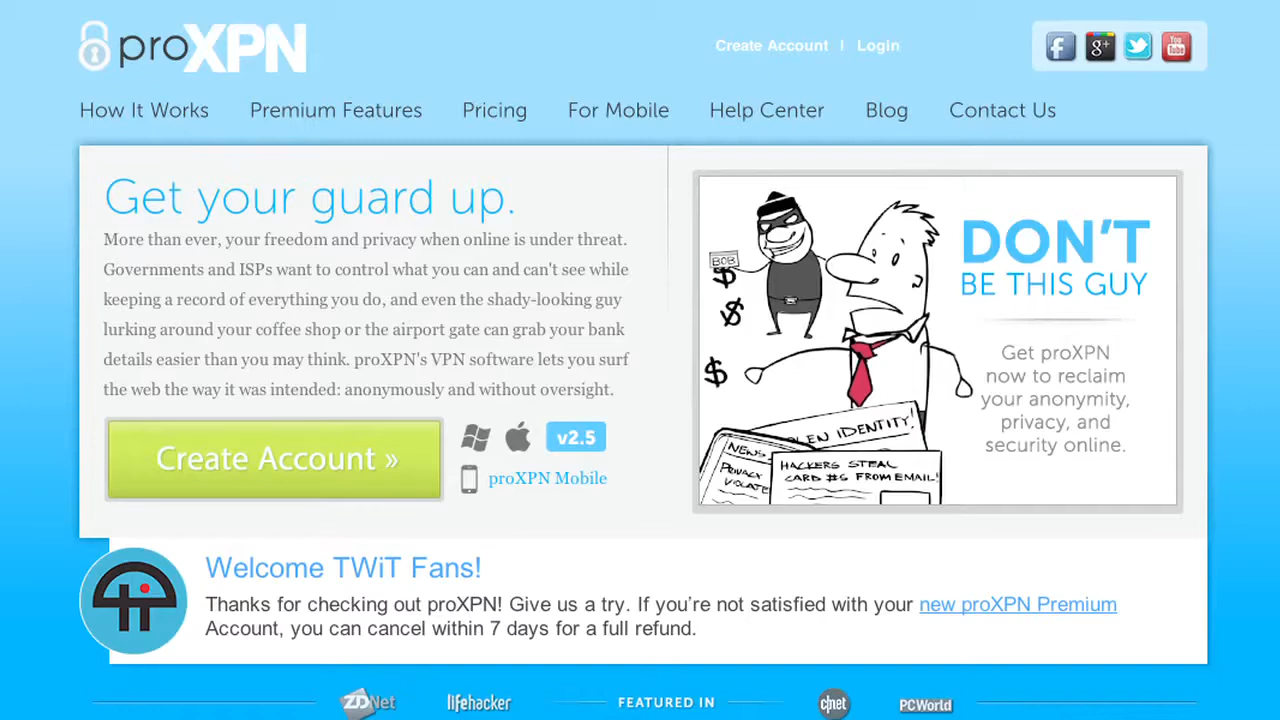 proXPN
Create Account | Login
How It Works Premium Features Pricing For Mobile Help Center Blog Contact Us
Get your guard up.
More than ever, your freedom and privacy when online is under threat.
Governments and ISPs want to control what you can and can't see while
keeping a record of everything you do, and even the shady-looking guy
lurking around your coffee shop or the airport gate can grab your bank
details easier than you may think. proXPN's VPN software lets you surf
the web the way it was intended: anonymously and without oversight.
Create Account »
v2.5
proXPN Mobile
BOB
$
$
$
DON'T
BE THIS GUY
Get proXPN
now to reclaim
your anonymity,
privacy, and
security online.
LEN IDENTITY!
NEWS
PRIVACY
VIOLATE
HACKERS STEAL
CARD #S FROM EMAIL!
Welcome TWiT Fans!
Thanks for checking out proXPN! Give us a try. If you’re not satisfied with your new proXPN Premium
Account, you can cancel within 7 days for a full refund.
ZDNet lifehacker FEATURED IN c|net PCWorld